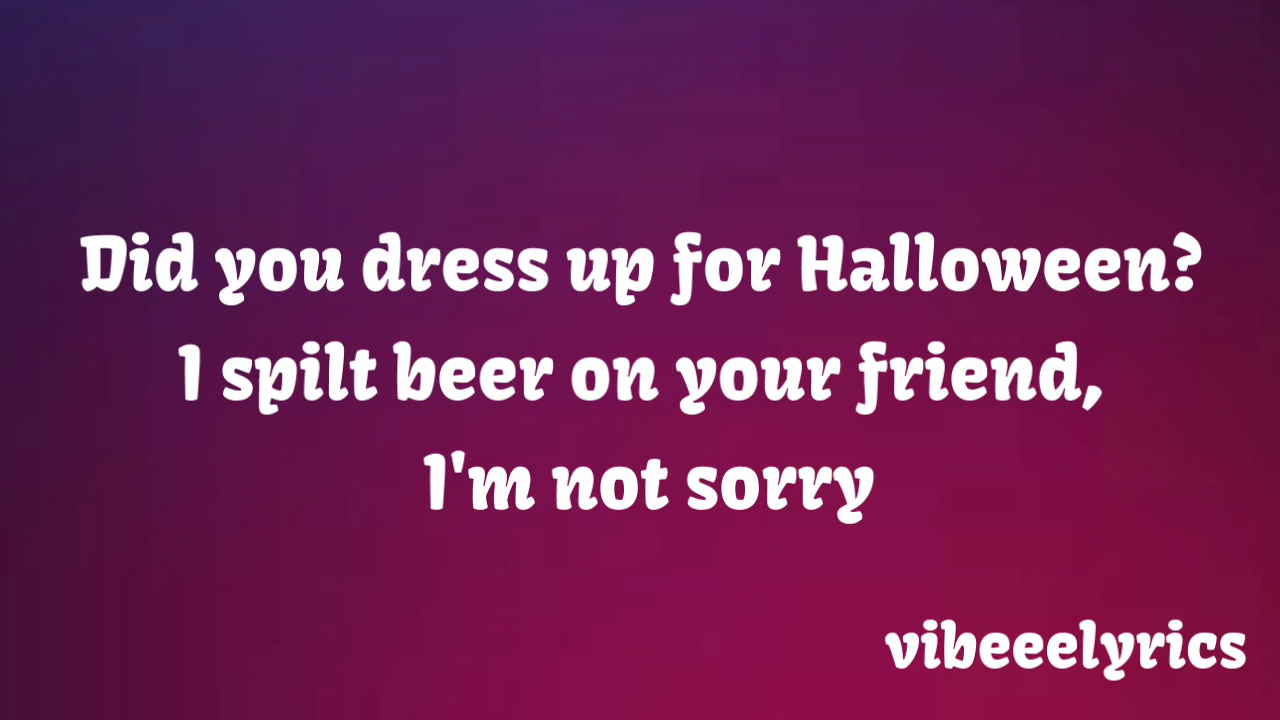 Did you dress up for Halloween?
I spilt beer on your friend,
I'm not sorry
vibeeelyrics